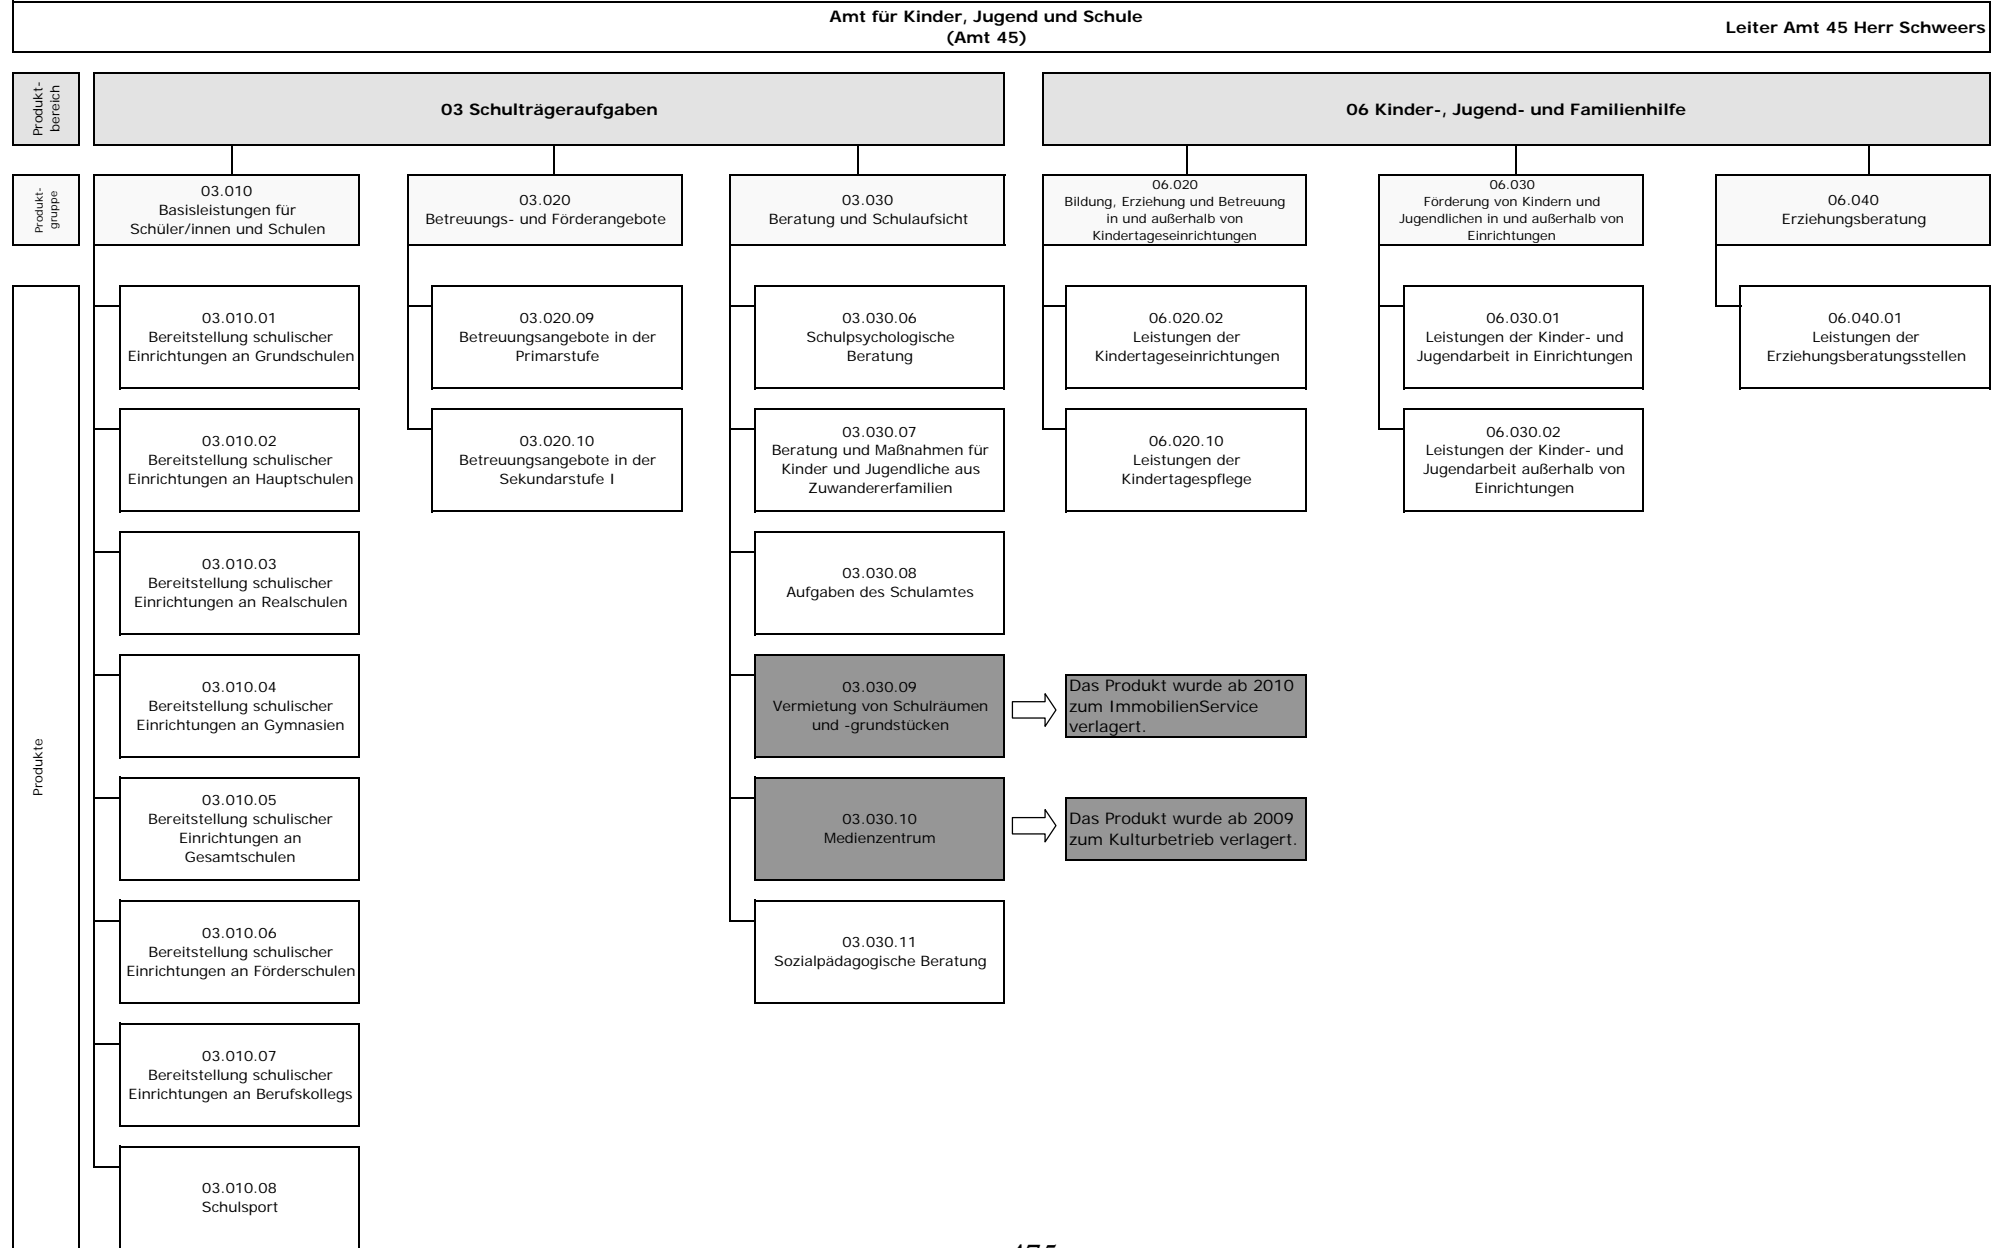 Amt für Kinder, Jugend und Schule
(Amt 45)
Leiter Amt 45 Herr Schweers
Produkt-
bereich
03 Schulträgeraufgaben
06 Kinder-, Jugend- und Familienhilfe
Produkt-
gruppe
03.010
Basisleistungen für
Schüler/innen und Schulen
03.020
Betreuungs- und Förderangebote
03.030
Beratung und Schulaufsicht
06.020
Bildung, Erziehung und Betreuung
in und außerhalb von
Kindertageseinrichtungen
06.030
Förderung von Kindern und
Jugendlichen in und außerhalb von
Einrichtungen
06.040
Erziehungsberatung
Produkte
03.010.01
Bereitstellung schulischer
Einrichtungen an Grundschulen
03.010.02
Bereitstellung schulischer
Einrichtungen an Hauptschulen
03.010.03
Bereitstellung schulischer
Einrichtungen an Realschulen
03.010.04
Bereitstellung schulischer
Einrichtungen an Gymnasien
03.010.05
Bereitstellung schulischer
Einrichtungen an
Gesamtschulen
03.010.06
Bereitstellung schulischer
Einrichtungen an Förderschulen
03.010.07
Bereitstellung schulischer
Einrichtungen an Berufskollegs
03.010.08
Schulsport
03.020.09
Betreuungsangebote in der
Primarstufe
03.020.10
Betreuungsangebote in der
Sekundarstufe I
03.030.06
Schulpsychologische
Beratung
03.030.07
Beratung und Maßnahmen für
Kinder und Jugendliche aus
Zuwandererfamilien
03.030.08
Aufgaben des Schulamtes
03.030.09
Vermietung von Schulräumen
und -grundstücken
Das Produkt wurde ab 2010
zum ImmobilienService
verlagert.
03.030.10
Medienzentrum
Das Produkt wurde ab 2009
zum Kulturbetrieb verlagert.
03.030.11
Sozialpädagogische Beratung
06.020.02
Leistungen der
Kindertageseinrichtungen
06.020.10
Leistungen der
Kindertagespflege
06.030.01
Leistungen der Kinder- und
Jugendarbeit in Einrichtungen
06.030.02
Leistungen der Kinder- und
Jugendarbeit außerhalb von
Einrichtungen
06.040.01
Leistungen der
Erziehungsberatungsstellen